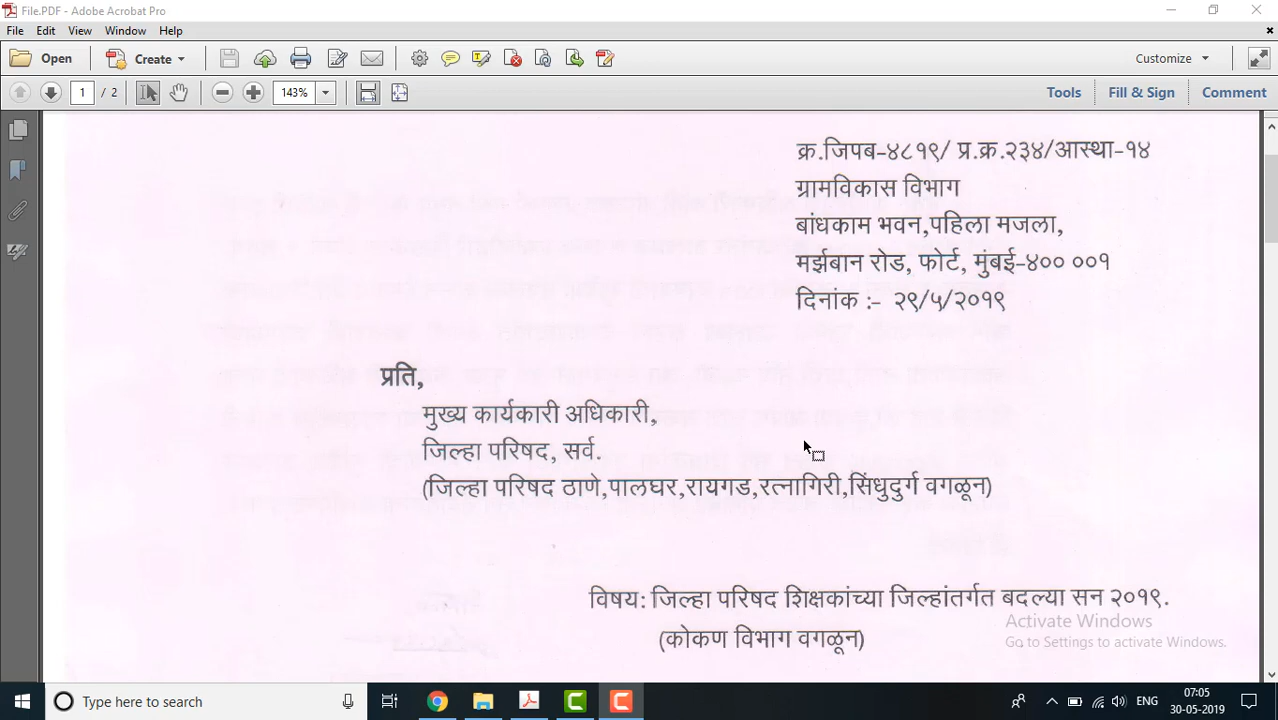 File.PDF - Adobe Acrobat Pro
File Edit View Window Help
Open Create Customize
1 / 2 143% Tools Fill & Sign Comment
क्र.जिपब-४८१९/ प्र.क्र.२३४/आस्था-१४
ग्रामविकास विभाग
बांधकाम भवन,पहिला मजला,
मर्झबान रोड, फोर्ट, मुंबई-४०० ००१
दिनांक :- २९/५/२०१९
प्रति,
मुख्य कार्यकारी अधिकारी,
जिल्हा परिषद, सर्व.
(जिल्हा परिषद ठाणे,पालघर,रायगड,रत्नागिरी,सिंधुदुर्ग वगळून)
विषय: जिल्हा परिषद शिक्षकांच्या जिल्हांतर्गत बदल्या सन २०१९.
(कोकण विभाग वगळून)
Activate Windows
Go to Settings to activate Windows.
Type here to search
ENG 07:05
30-05-2019